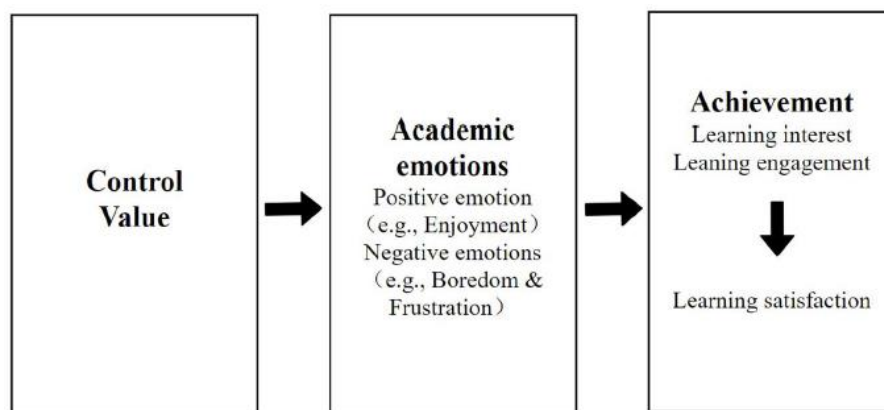 Control
Value
Academic
emotions
Positive emotion
（e.g., Enjoyment）
Negative emotions
（e.g., Boredom &
Frustration）
Achievement
Learning interest
Leaning engagement
Learning satisfaction